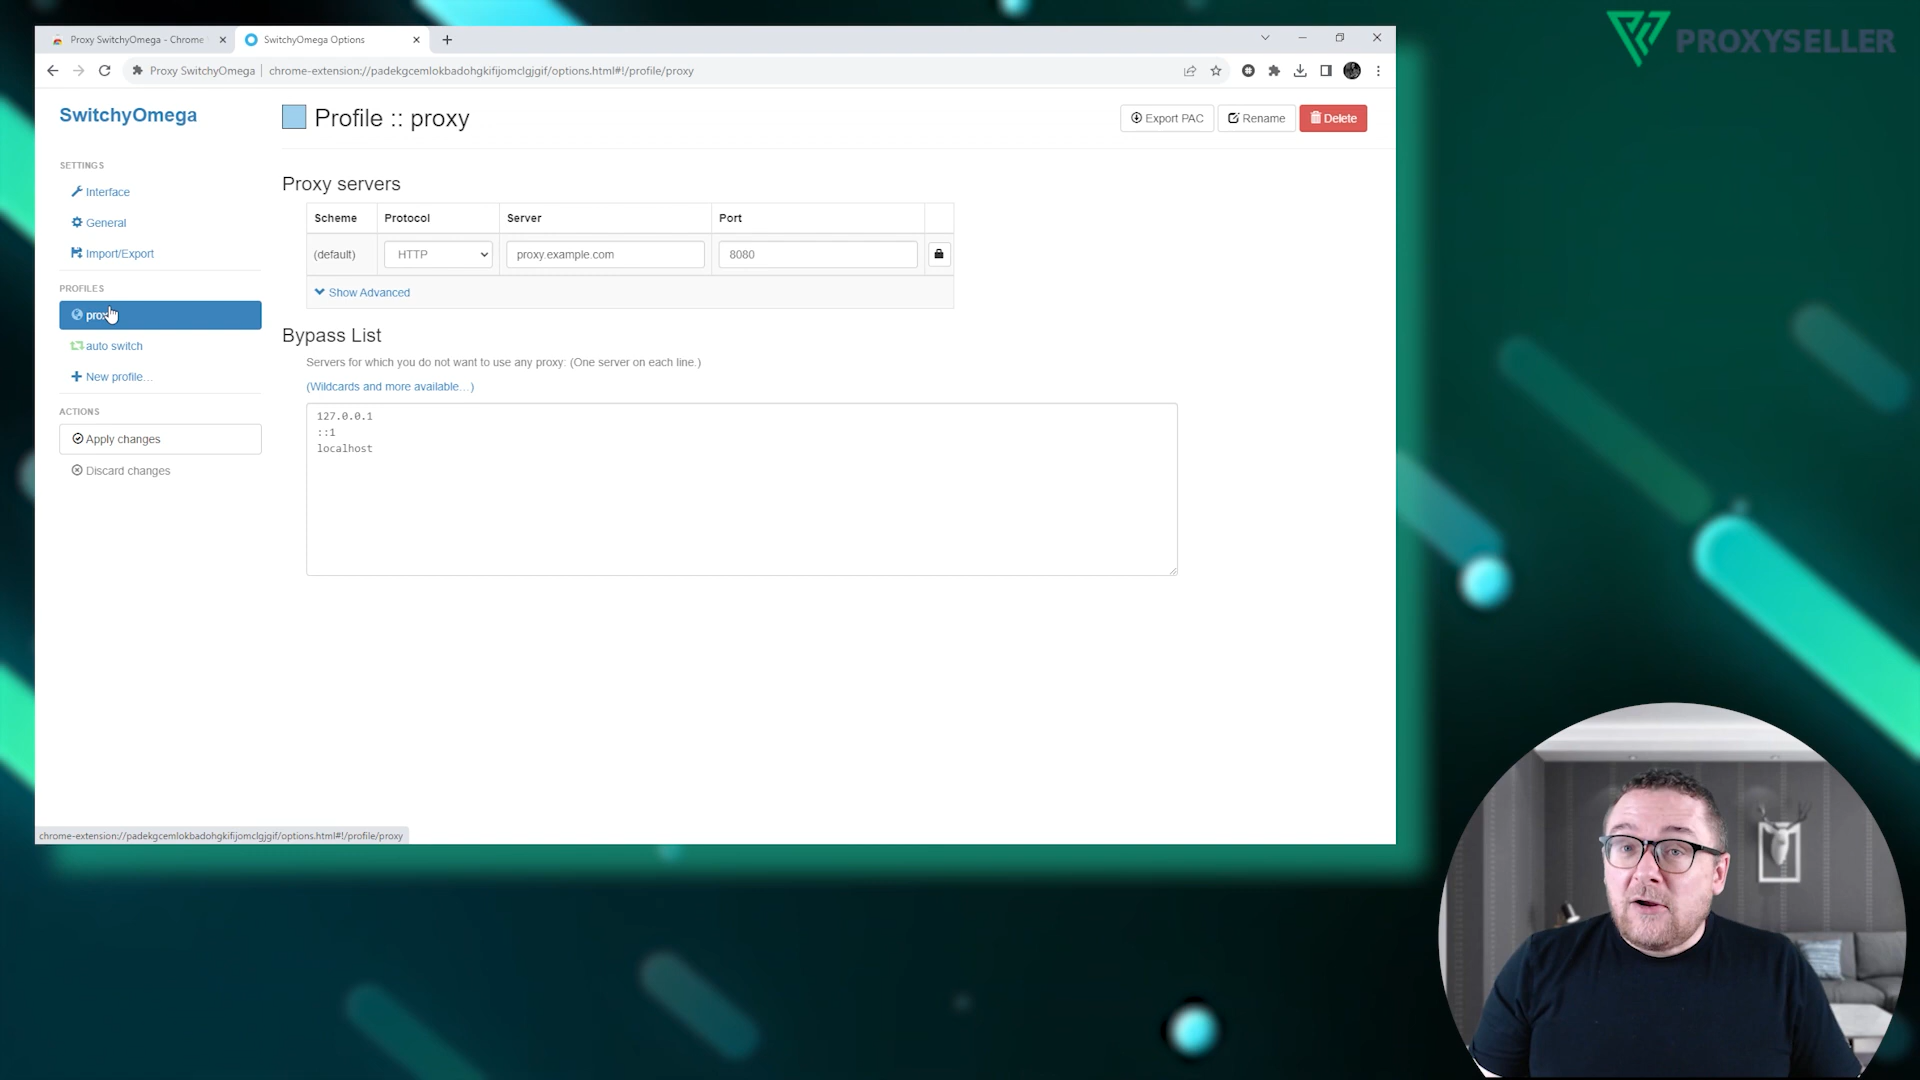 PROXYSELLER
Proxy SwitchyOmega - Chrome
SwitchyOmega Options
Proxy SwitchyOmega
chrome-extension://padekgcemlokbadohgkifijomclgjgif/options.html#!/profile/proxy
SwitchyOmega
Profile :: proxy
Export PAC
Rename
Delete
SETTINGS
Interface
General
Import/Export
PROFILES
auto switch
New profile...
ACTIONS
Apply changes
Discard changes
Proxy servers
Scheme Protocol Server Port
(default) HTTP proxy.example.com 8080
Show Advanced
Bypass List
Servers for which you do not want to use any proxy: (One server on each line.)
(Wildcards and more available...)
127.0.0.1
::1
localhost
chrome-extension://padekgcemlokbadohgkifijomclgjgif/options.html#!/profile/proxy